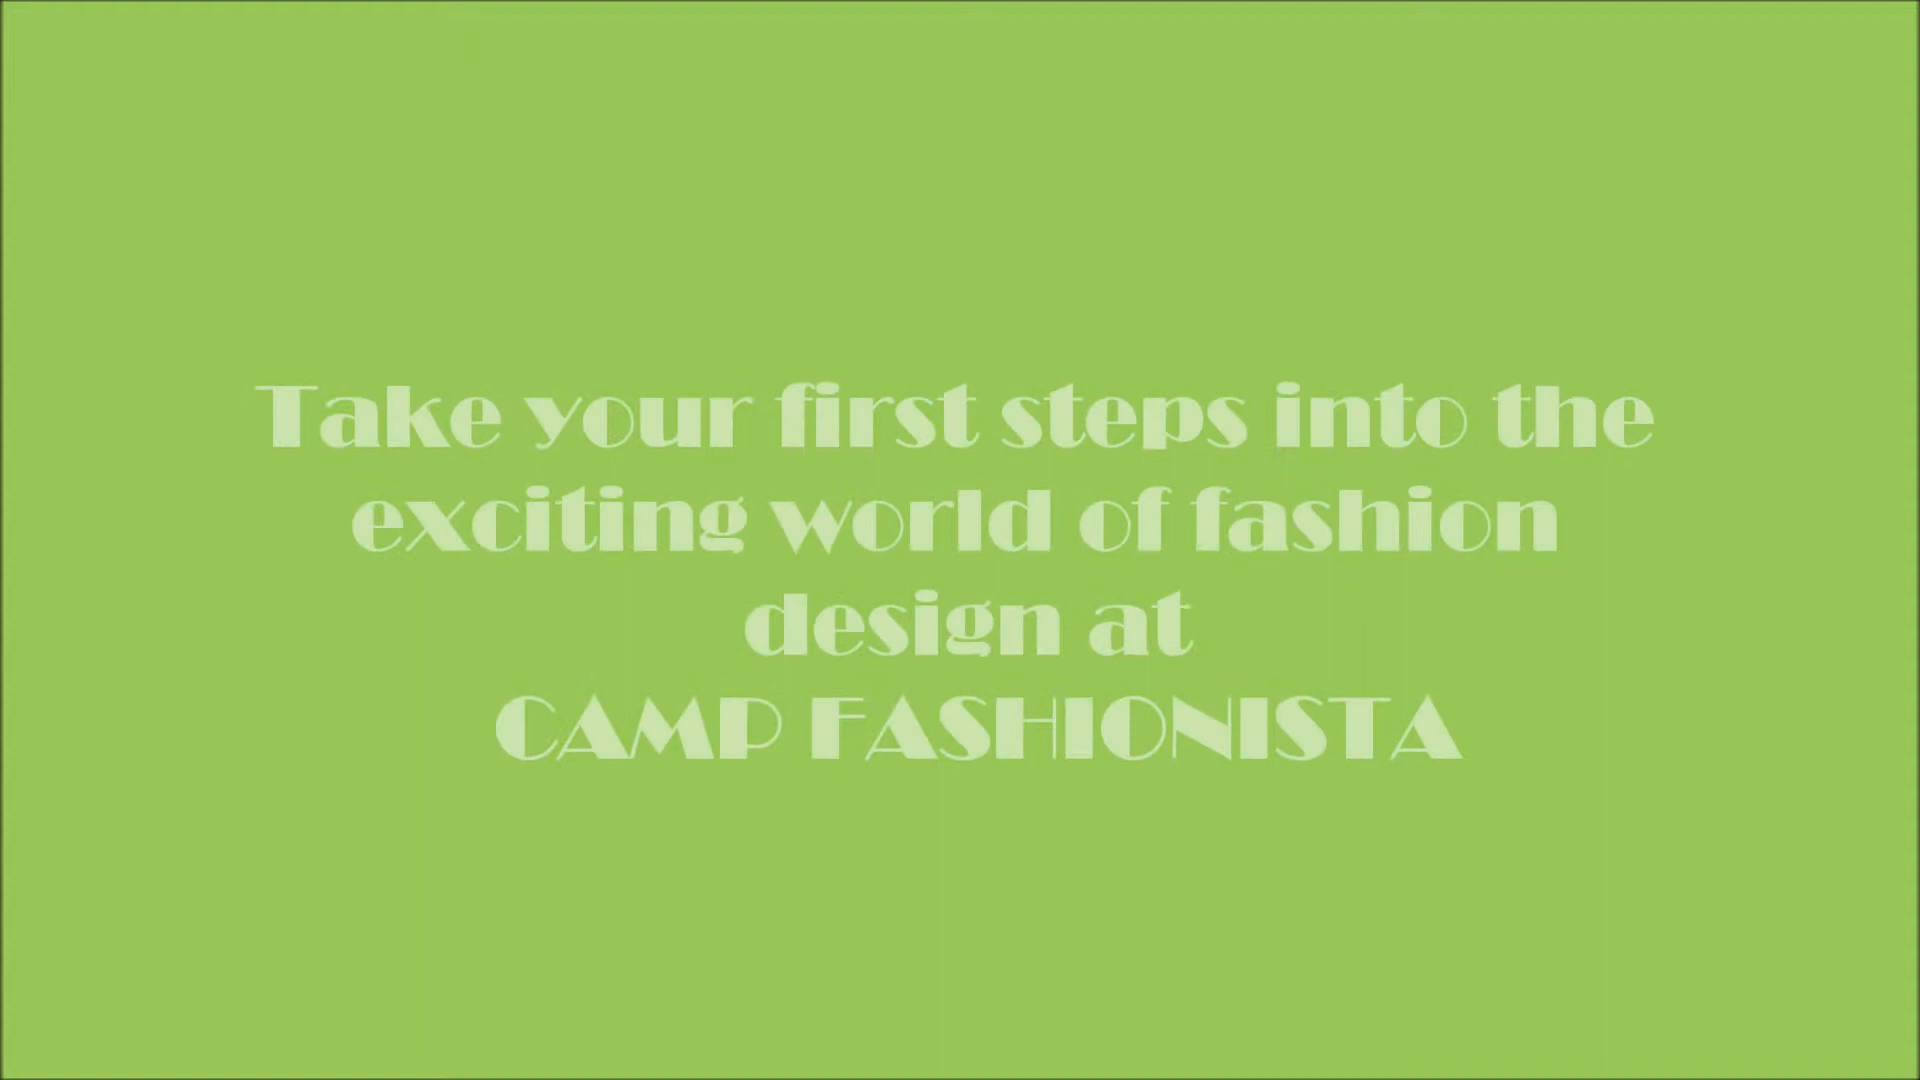 Take your first steps into the
exciting world of fashion
design at
CAMP FASHIONISTA